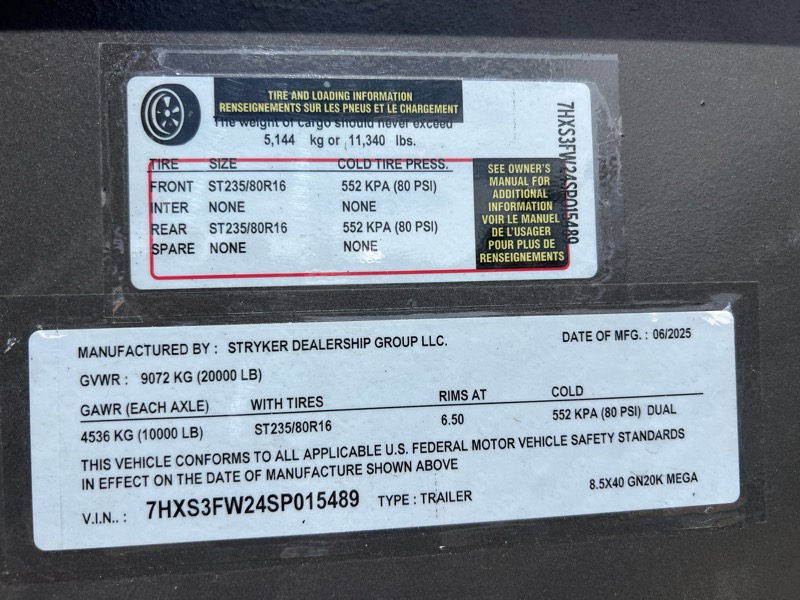 TIRE AND LOADING INFORMATION
RENSEIGNEMENTS SUR LES PNEUS ET LE CHARGEMENT
The weight of cargo should never exceed
5,144 kg or 11,340 lbs.
TIRE SIZE COLD TIRE PRESS.
FRONT ST235/80R16 552 KPA (80 PSI)
INTER NONE NONE
REAR ST235/80R16 552 KPA (80 PSI)
SPARE NONE NONE
SEE OWNER'S
MANUAL FOR
ADDITIONAL
INFORMATION
VOIR LE MANUEL
DE L'USAGER
POUR PLUS DE
RENSEIGNEMENTS
7HXS3FW24SP015489
MANUFACTURED BY : STRYKER DEALERSHIP GROUP LLC. DATE OF MFG. : 06/2025
GVWR : 9072 KG (20000 LB)
GAWR (EACH AXLE) WITH TIRES RIMS AT COLD
4536 KG (10000 LB) ST235/80R16 6.50 552 KPA (80 PSI) DUAL
THIS VEHICLE CONFORMS TO ALL APPLICABLE U.S. FEDERAL MOTOR VEHICLE SAFETY STANDARDS
IN EFFECT ON THE DATE OF MANUFACTURE SHOWN ABOVE
V.I.N.. : 7HXS3FW24SP015489 TYPE : TRAILER 8.5X40 GN20K MEGA